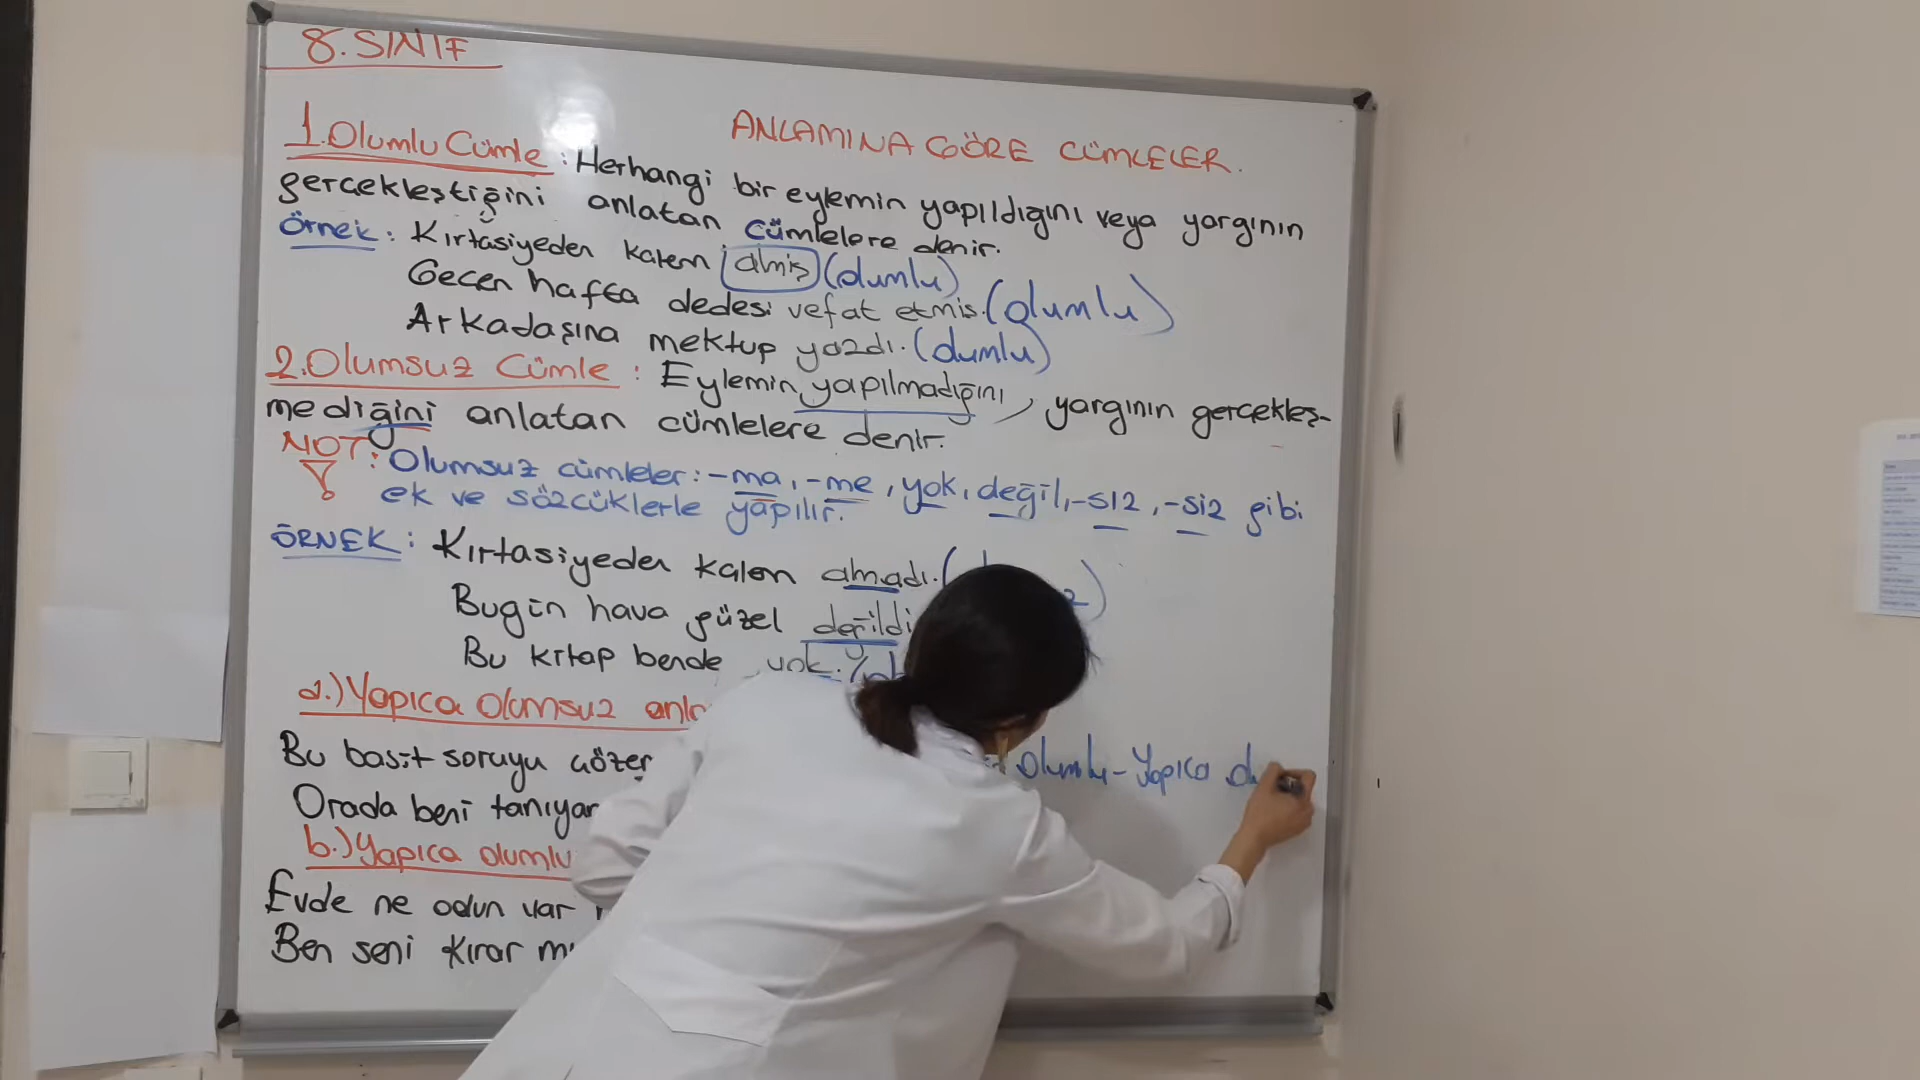 8. SINIF
ANLAMINA GÖRE CÜMLELER.
1. Olumlu Cümle : Herhangi bir eylemin yapıldığını veya yargının
gerçekleştiğini anlatan cümlelere denir.
Örnek : Kırtasiyeden kalem almış (olumlu)
Geçen hafta dedesi vefat etmiş. (olumlu)
Arkadaşına mektup yazdı. (olumlu)
2. Olumsuz Cümle : Eylemin yapılmadığını, yargının gerçekleş-
mediğini anlatan cümlelere denir.
NOT : Olumsuz cümleler : -ma, -me, yok, değil, -sız, -siz gibi
ek ve sözcüklerle yapılır.
ÖRNEK : Kırtasiyeden kalem almadı.
Bugün hava güzel değildi
Bu kitap bende yok.
a.) Yapıca olumsuz
Bu basit soruyu
olumlu - Yapıca
Orada beni
b.) Yapıca olumlu
Evde ne odun var
Ben seni kırar